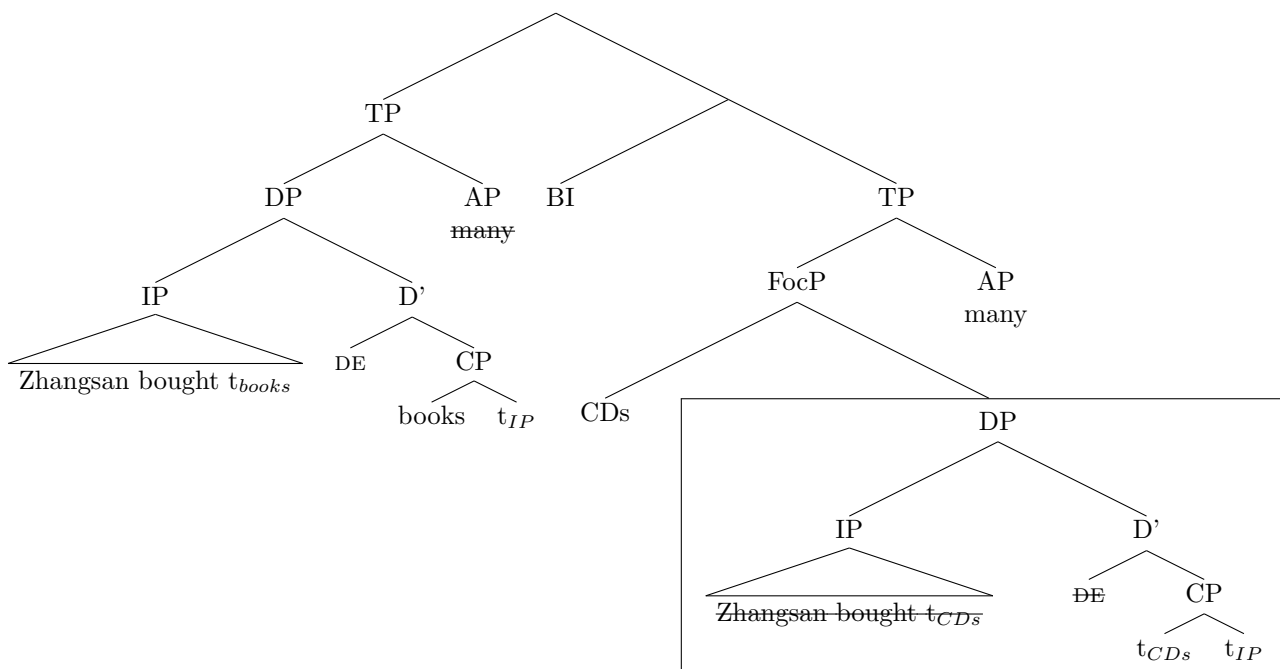 TP
DP AP BI TP
~~many~~
IP D' FocP AP
many
Zhangsan bought t_books DE CP
books t_IP CDs
DP
IP D'
~~Zhangsan bought t_CDs~~ ~~DE~~ CP
t_CDs t_IP